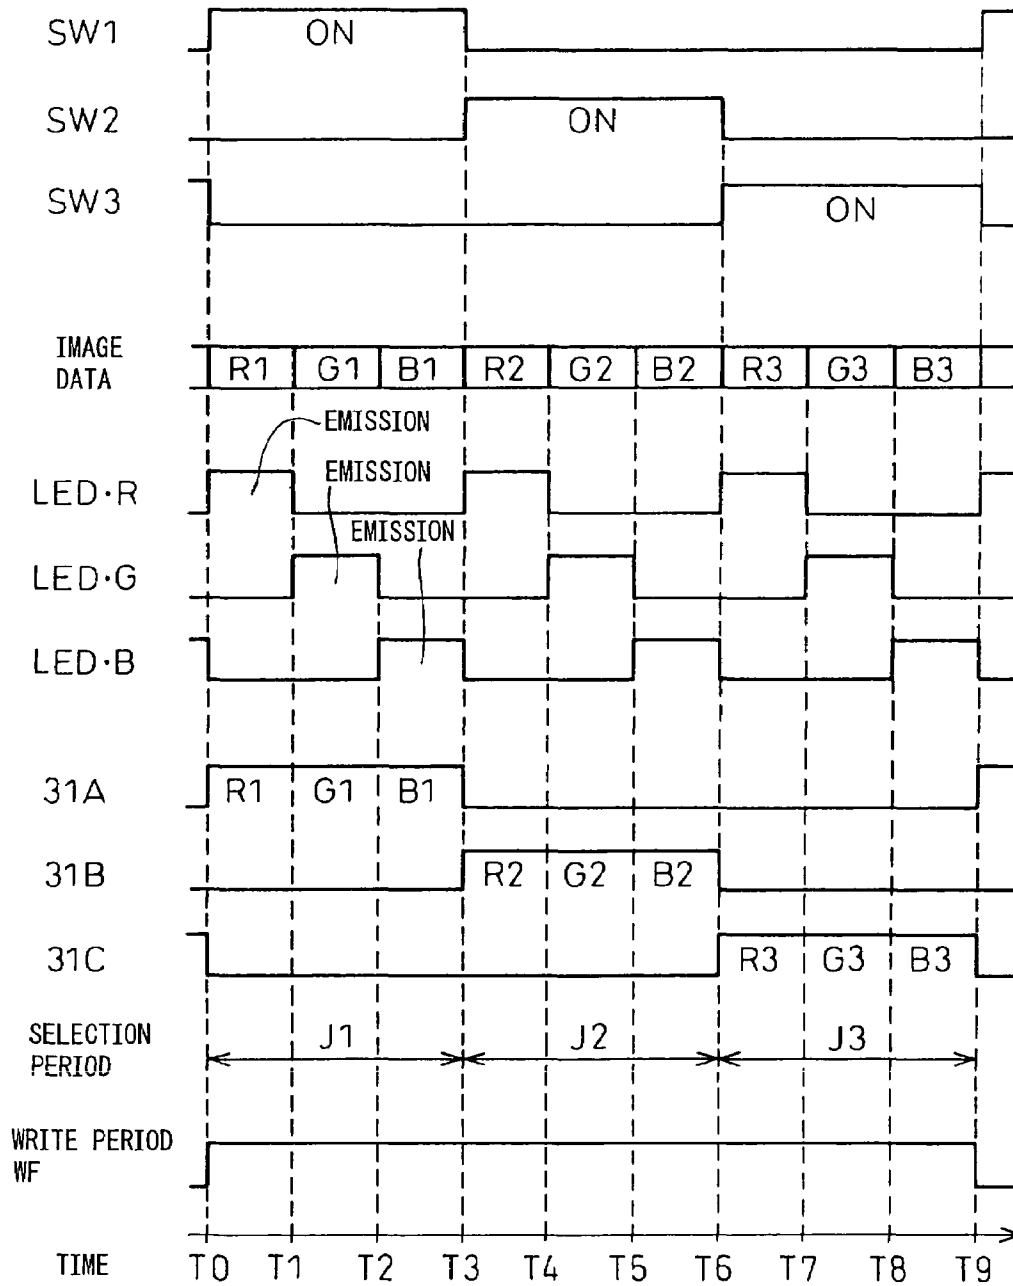 SW1 ON
SW2 ON
SW3 ON
IMAGE
DATA R1 G1 B1 R2 G2 B2 R3 G3 B3
EMISSION
LED·R EMISSION
EMISSION
LED·G
LED·B
31A R1 G1 B1
31B R2 G2 B2
31C R3 G3 B3
SELECTION
PERIOD J1 J2 J3
WRITE PERIOD
WF
TIME T0 T1 T2 T3 T4 T5 T6 T7 T8 T9